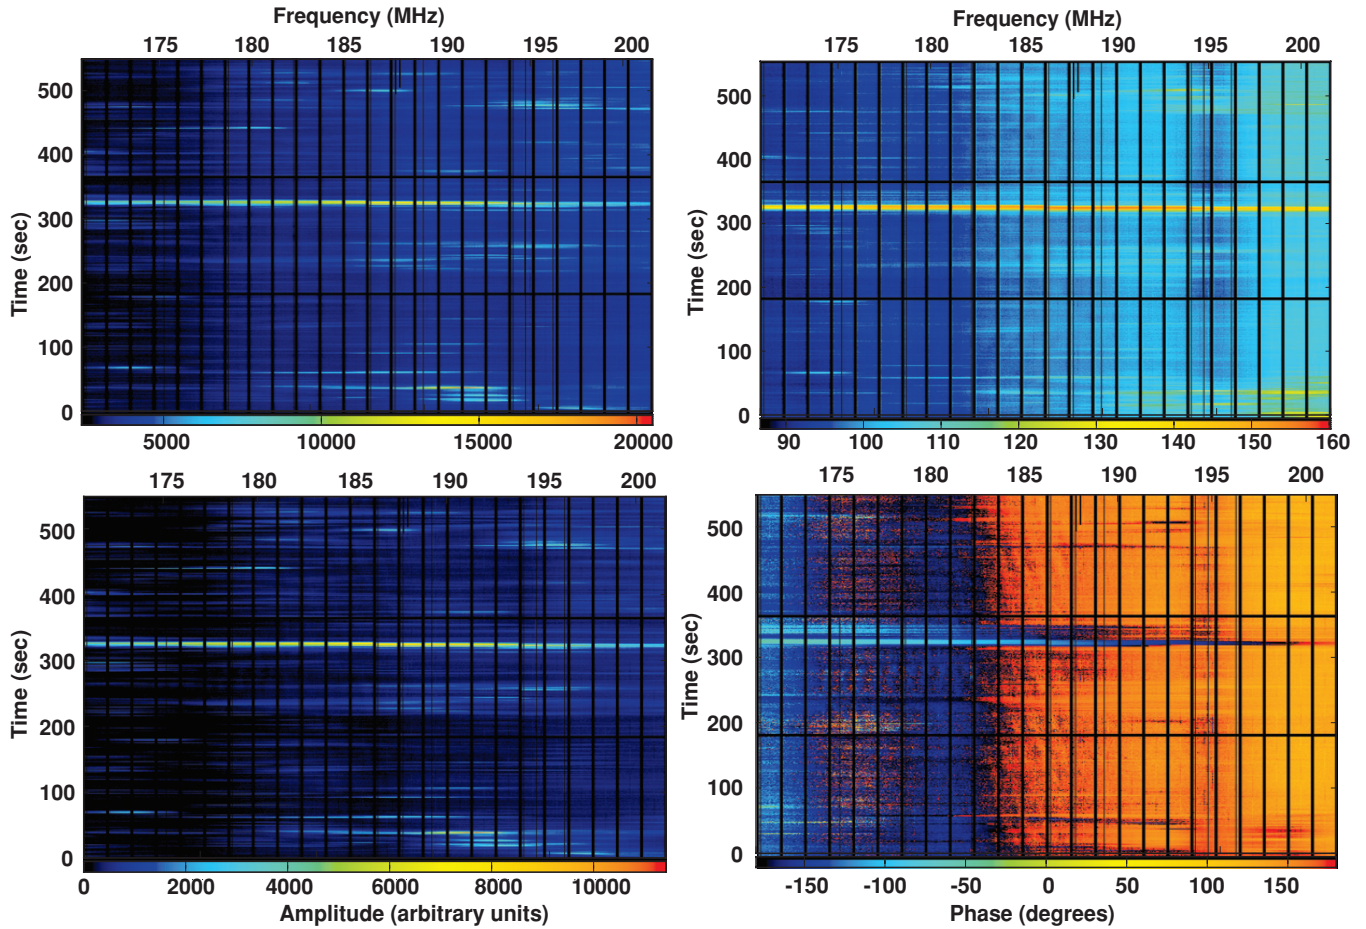 Frequency (MHz)
175 180 185 190 195 200
Time (sec)
500
400
300
200
100
0
5000 10000 15000 20000
Frequency (MHz)
175 180 185 190 195 200
Time (sec)
500
400
300
200
100
0
90 100 110 120 130 140 150 160
175 180 185 190 195 200
Time (sec)
500
400
300
200
100
0
0 2000 4000 6000 8000 10000
Amplitude (arbitrary units)
175 180 185 190 195 200
Time (sec)
500
400
300
200
100
0
-150 -100 -50 0 50 100 150
Phase (degrees)